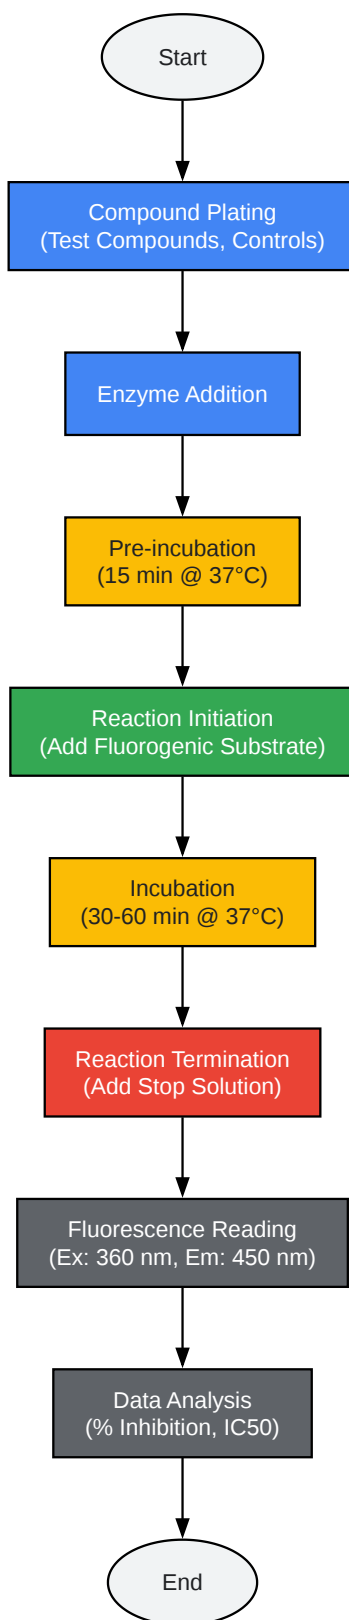 Start
Compound Plating
(Test Compounds, Controls)
Enzyme Addition
Pre-incubation
(15 min @ 37°C)
Reaction Initiation
(Add Fluorogenic Substrate)
Incubation
(30-60 min @ 37°C)
Reaction Termination
(Add Stop Solution)
Fluorescence Reading
(Ex: 360 nm, Em: 450 nm)
Data Analysis
(% Inhibition, IC50)
End